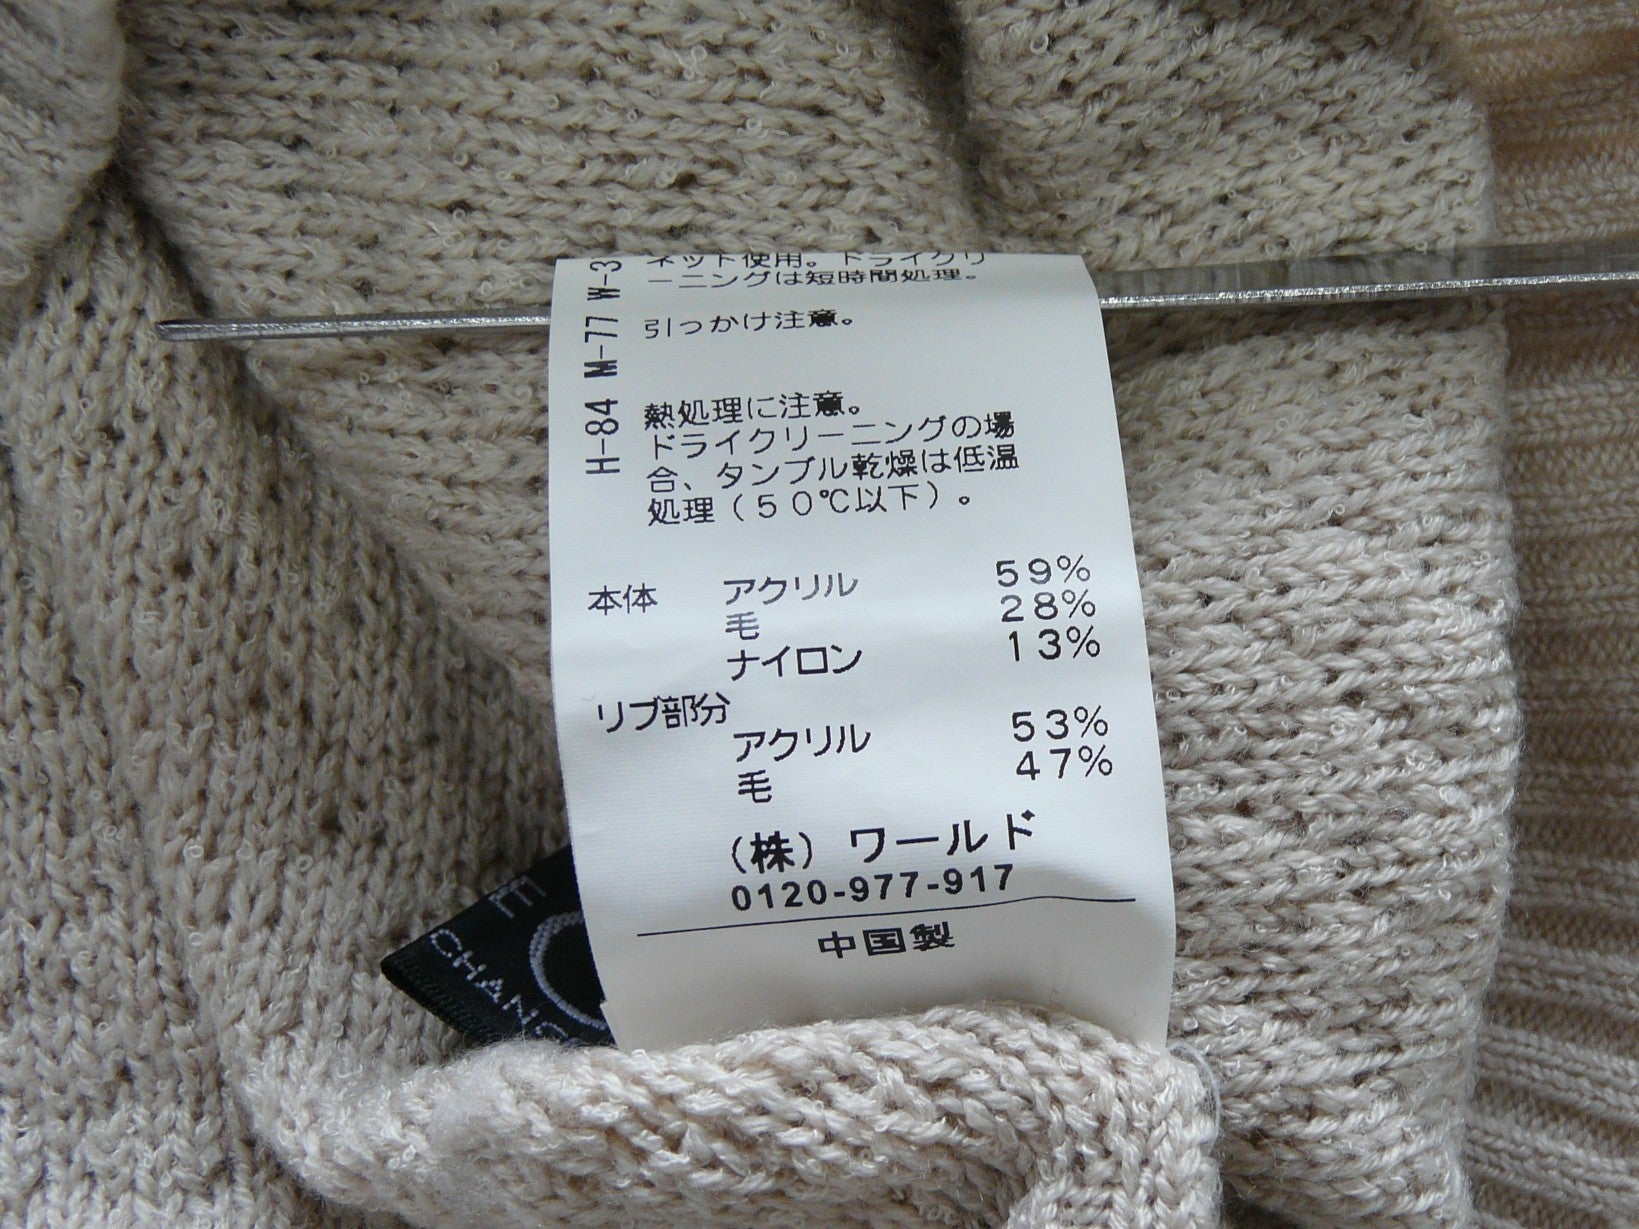 ネット使用。ドライクリ
ーニングは短時間処理。
引っかけ注意。
熱処理に注意。
ドライクリーニングの場
合、タンブル乾燥は低温
処理（５０℃以下）。
H-84 M-77 W-3
本体 アクリル 59%
毛 28%
ナイロン 13%
リブ部分
アクリル 53%
毛 47%
（株）ワールド
0120-977-917
中国製